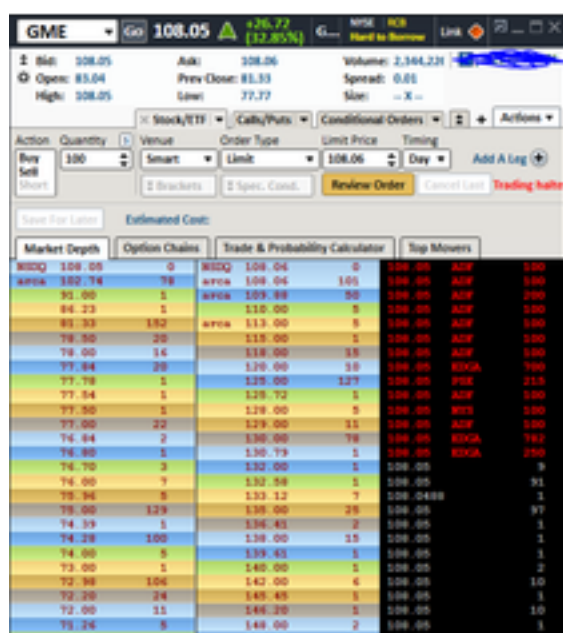 GME Go 108.05 +26.72 (32.85%) G... NYSE RCB Hard to Borrow Link
Bid: 108.05 Ask: 108.06 Volume: 2,344,221
Open: 83.04 Prev Close: 81.33 Spread: 0.01
High: 108.05 Low: 77.77 Size: -- X --
Stock/ETF Calls/Puts Conditional Orders + Actions
Action Quantity Venue Order Type Limit Price Timing
Buy 100 Smart Limit 108.06 Day Add A Leg
Sell
Short Brackets Spec. Cond. Review Order Cancel Last Trading halte
Save For Later Estimated Cost:
Market Depth Option Chains Trade & Probability Calculator Top Movers
NSDQ 108.05 0 NSDQ 108.06 0 108.05 ADF 100
arca 102.74 78 arca 108.06 101 108.05 ADF 100
91.00 1 arca 109.88 50 108.05 ADF 200
86.23 1 110.00 5 108.05 ADF 100
81.33 152 arca 113.00 5 108.05 ADF 100
78.50 20 115.00 1 108.05 ADF 100
78.00 16 118.00 15 108.05 ADF 100
77.84 20 120.00 10 108.05 EDGA 700
77.78 1 125.00 127 108.05 PSE 215
77.54 1 125.72 1 108.05 ADF 100
77.50 1 128.00 5 108.05 100
77.00 22 129.00 11 108.05 ADF 100
76.84 2 130.00 78 108.05 EDGA 782
76.80 1 130.79 1 108.05 EDGA 250
76.70 3 132.00 1 108.05 9
76.00 7 132.58 1 108.05 91
75.96 5 133.12 7 108.0488 1
75.00 129 135.00 25 108.05 97
74.39 1 136.41 2 108.05 1
74.28 100 138.00 15 108.05 1
74.00 5 139.61 1 108.05 1
73.00 1 140.00 1 108.05 2
72.98 106 142.00 6 108.05 10
72.20 24 145.45 1 108.05 1
72.00 11 146.20 1 108.05 10
71.26 5 148.00 2 108.05 1